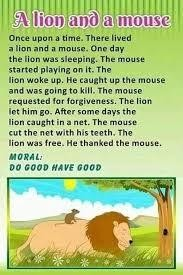 A lion and a mouse
Once upon a time. There lived
a lion and a mouse. One day
the lion was sleeping. The mouse
started playing on it. The
lion woke up. He caught up the mouse
and was going to kill. The mouse
requested for forgiveness. The lion
let him go. After some days the
lion caught in a net. The mouse
cut the net with his teeth. The
lion was free. He thanked the mouse.
MORAL:
DO GOOD HAVE GOOD